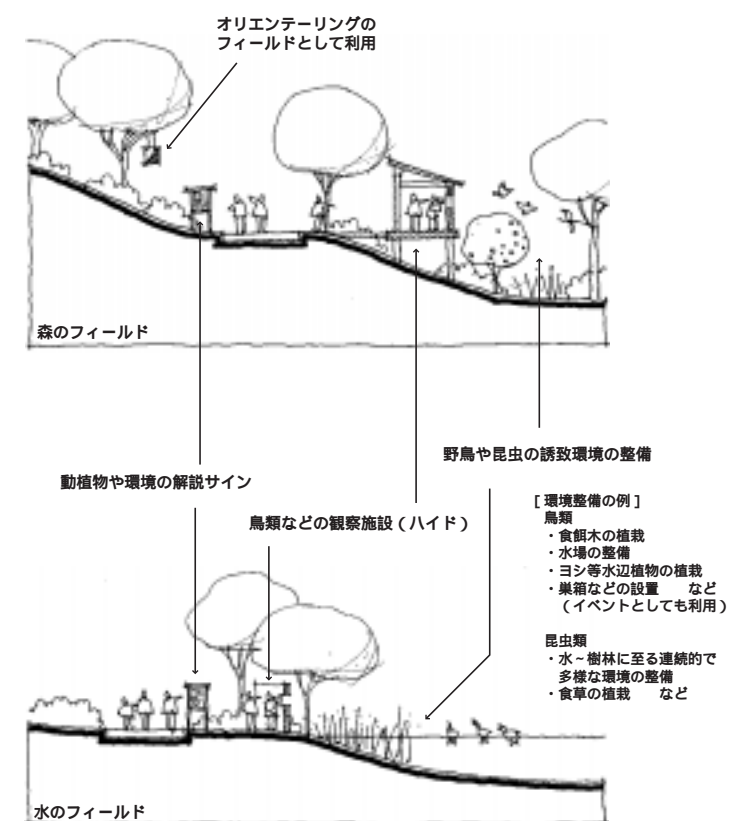 オリエンテーリングの
フィールドとして利用
森のフィールド
野鳥や昆虫の誘致環境の整備
動植物や環境の解説サイン
鳥類などの観察施設（ハイド）
［環境整備の例］
鳥類
・食餌木の植栽
・水場の整備
・ヨシ等水辺植物の植栽
・巣箱などの設置　　など
（イベントとしても利用）
昆虫類
・水～樹林に至る連続的で
多様な環境の整備
・食草の植栽　　など
水のフィールド